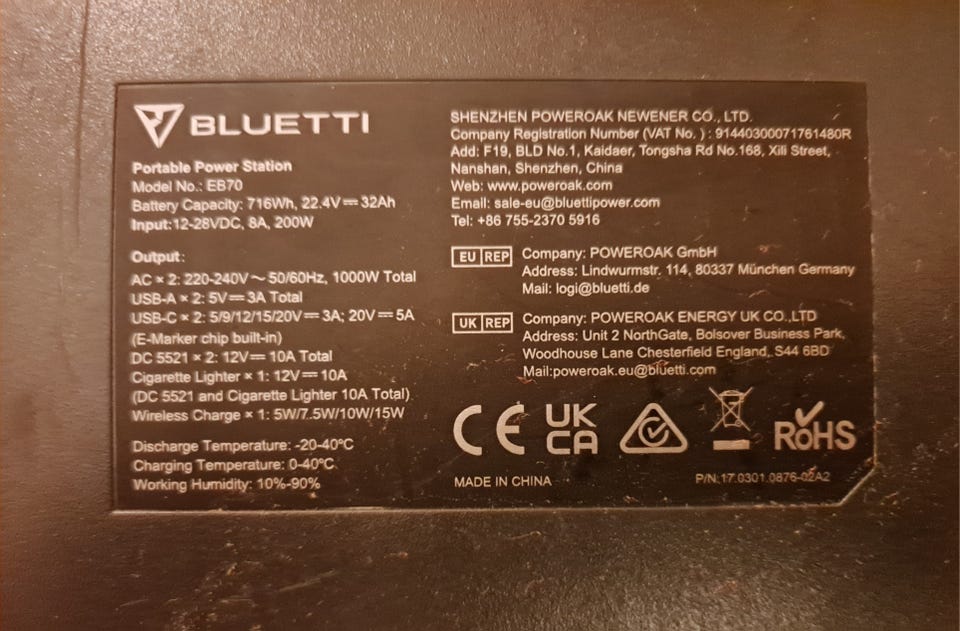 BLUETTI
Portable Power Station
Model No.: EB70
Battery Capacity: 716Wh, 22.4V⎓32Ah
Input:12-28VDC, 8A, 200W
Output:
AC × 2: 220-240V～50/60Hz, 1000W Total
USB-A × 2: 5V⎓3A Total
USB-C × 2: 5/9/12/15/20V⎓3A; 20V⎓5A
(E-Marker chip built-in)
DC 5521 × 2: 12V⎓10A Total
Cigarette Lighter × 1: 12V⎓10A
(DC 5521 and Cigarette Lighter 10A Total)
Wireless Charge × 1: 5W/7.5W/10W/15W
Discharge Temperature: -20-40°C
Charging Temperature: 0-40°C
Working Humidity: 10%-90%
SHENZHEN POWEROAK NEWENER CO., LTD.
Company Registration Number (VAT No.) : 91440300071761480R
Add: F19, BLD No.1, Kaidaer, Tongsha Rd No.168, Xili Street,
Nanshan, Shenzhen, China
Web: www.poweroak.com
Email: sale-eu@bluettipower.com
Tel: +86 755-2370 5916
EU REP
Company: POWEROAK GmbH
Address: Lindwurmstr. 114, 80337 München Germany
Mail: logi@bluetti.de
UK REP
Company: POWEROAK ENERGY UK CO.,LTD
Address: Unit 2 NorthGate, Bolsover Business Park,
Woodhouse Lane Chesterfield England, S44 6BD
Mail:poweroak.eu@bluetti.com
CE
UK
CA
RoHS
MADE IN CHINA
P/N:17.0301.0876-02A2